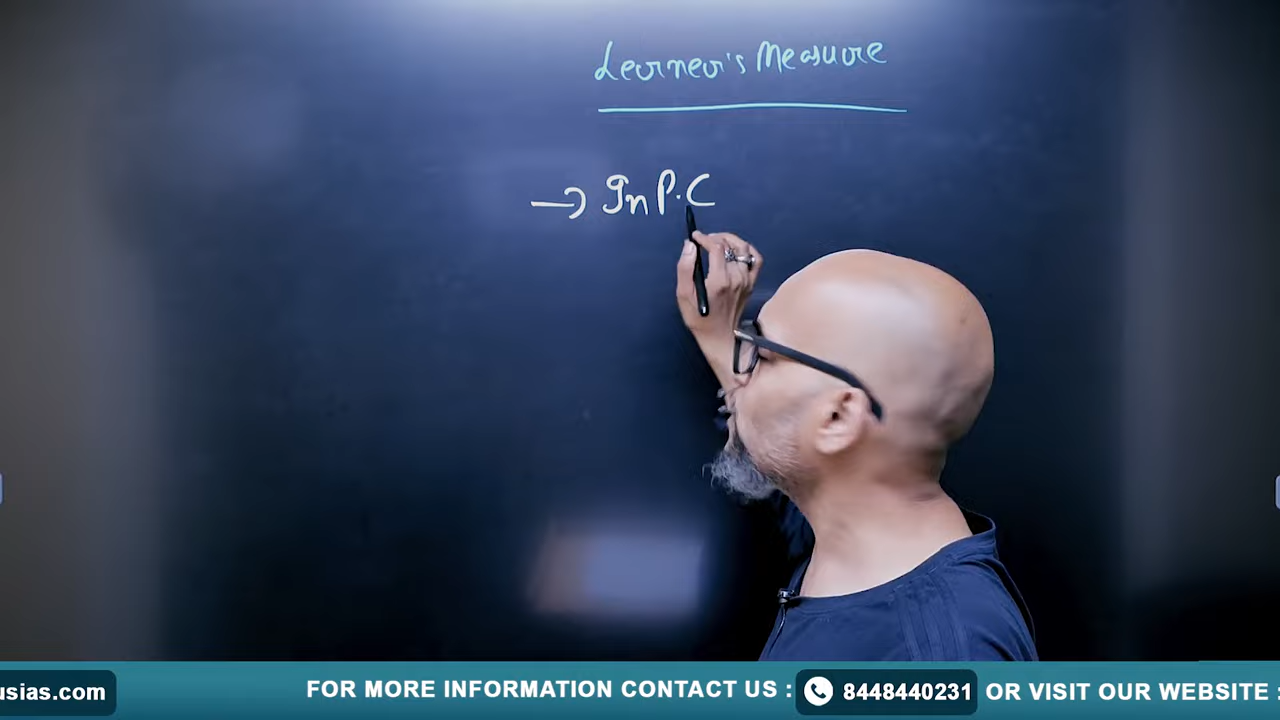 Lerner's Measure
→ In P.C
usias.com FOR MORE INFORMATION CONTACT US : 8448440231 OR VISIT OUR WEBSITE :